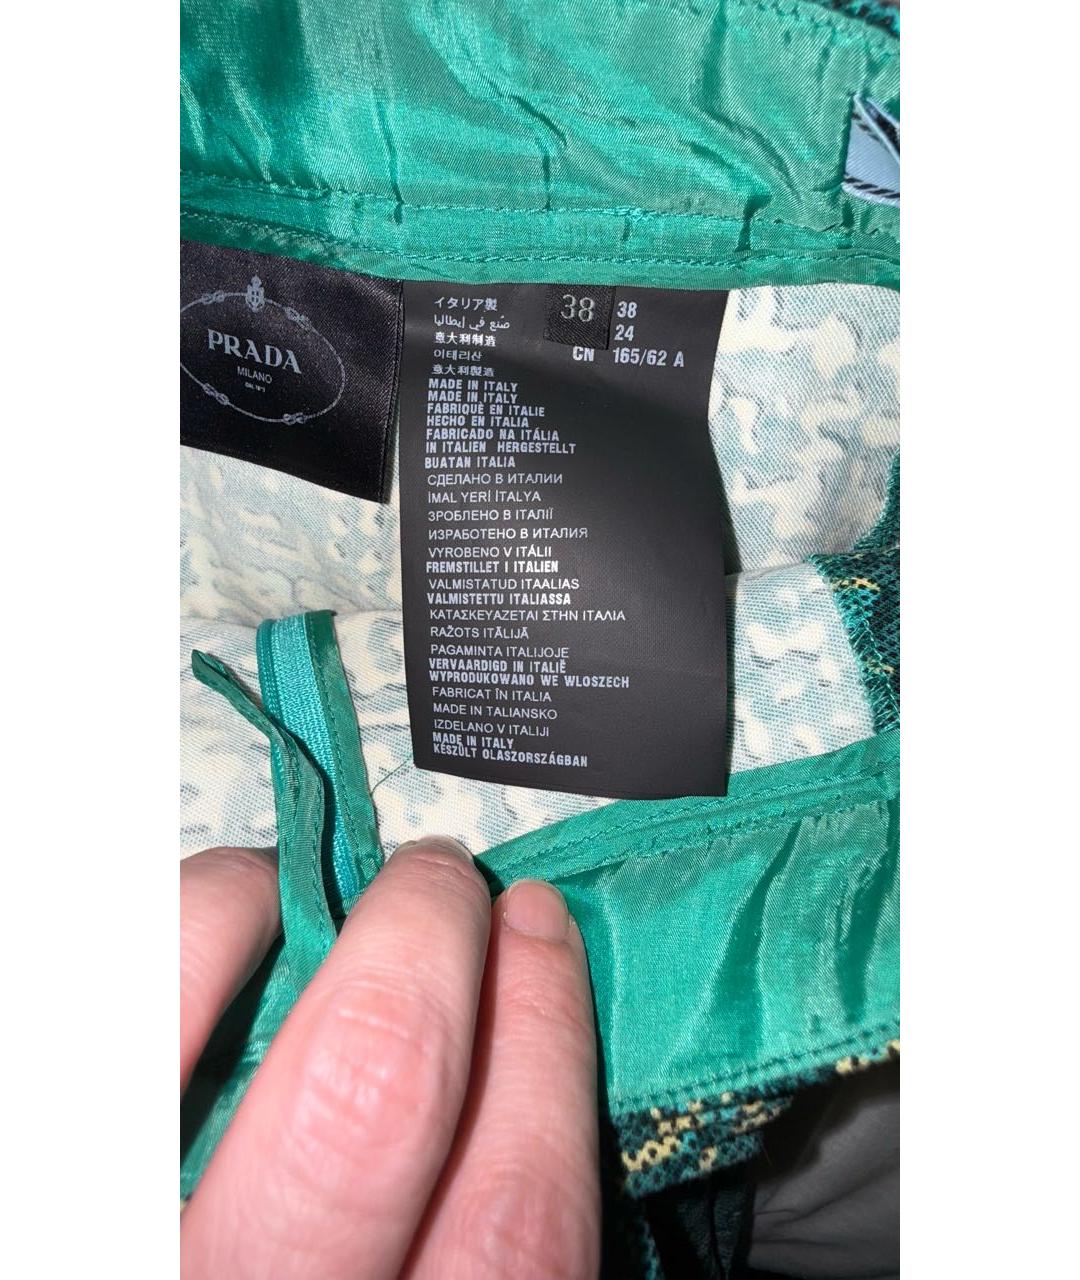 PRADA
MILANO
DAL 1913
イタリア製
صنع في إيطاليا
意大利制造
이테리산
意大利製造
38
38
24
CN 165/62 A
MADE IN ITALY
MADE IN ITALY
FABRIQUÉ EN ITALIE
HECHO EN ITALIA
FABRICADO NA ITÁLIA
IN ITALIEN HERGESTELLT
BUATAN ITALIA
СДЕЛАНО В ИТАЛИИ
İMAL YERİ İTALYA
ЗРОБЛЕНО В ІТАЛІЇ
ИЗРАБОТЕНО В ИТАЛИЯ
VYROBENO V ITÁLII
FREMSTILLET I ITALIEN
VALMISTATUD ITAALIAS
VALMISTETTU ITALIASSA
ΚΑΤΑΣΚΕΥΑΖΕΤΑΙ ΣΤΗΝ ΙΤΑΛΙΑ
RAŽOTS ITĀLIJĀ
PAGAMINTA ITALIJOJE
VERVAARDIGD IN ITALIË
WYPRODUKOWANO WE WLOSZECH
FABRICAT ÎN ITALIA
MADE IN TALIANSKO
IZDELANO V ITALIJI
MADE IN ITALY
KÉSZÜLT OLASZORSZÁGBAN